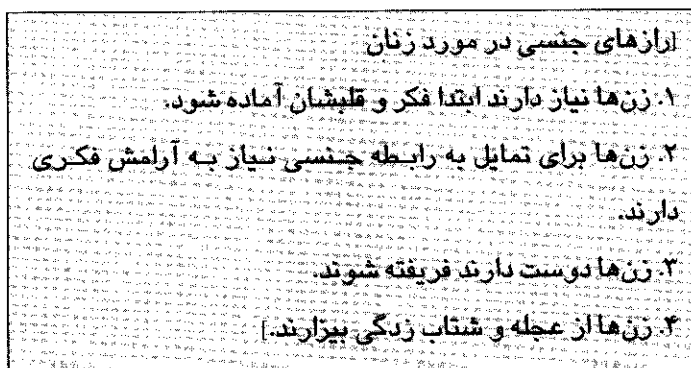 [رازهای جنسی در مورد زنان
۱. زن‌ها نیاز دارند ابتدا فکر و قلبشان آماده شود.
۲. زن‌ها برای تمایل به رابطه جنسی نیاز به آرامش فکری
دارند.
۳. زن‌ها دوست دارند فریفته شوند.
۴. زن‌ها از عجله و شتاب زدگی بیزارند.]